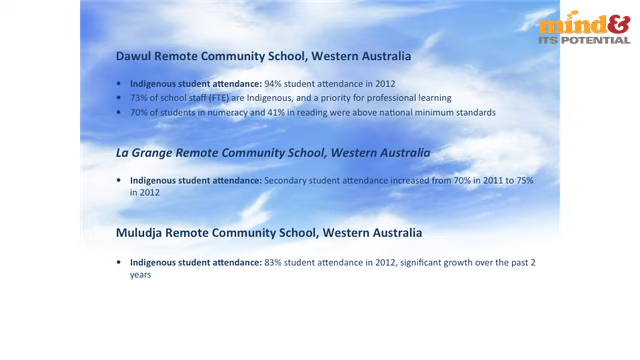 mind&
ITS POTENTIAL
Dawul Remote Community School, Western Australia
• Indigenous student attendance: 94% student attendance in 2012
• 73% of school staff (FTE) are Indigenous, and a priority for professional learning
• 70% of students in numeracy and 41% in reading were above national minimum standards
La Grange Remote Community School, Western Australia
• Indigenous student attendance: Secondary student attendance increased from 70% in 2011 to 75%
in 2012
Muludja Remote Community School, Western Australia
• Indigenous student attendance: 83% student attendance in 2012, significant growth over the past 2
years